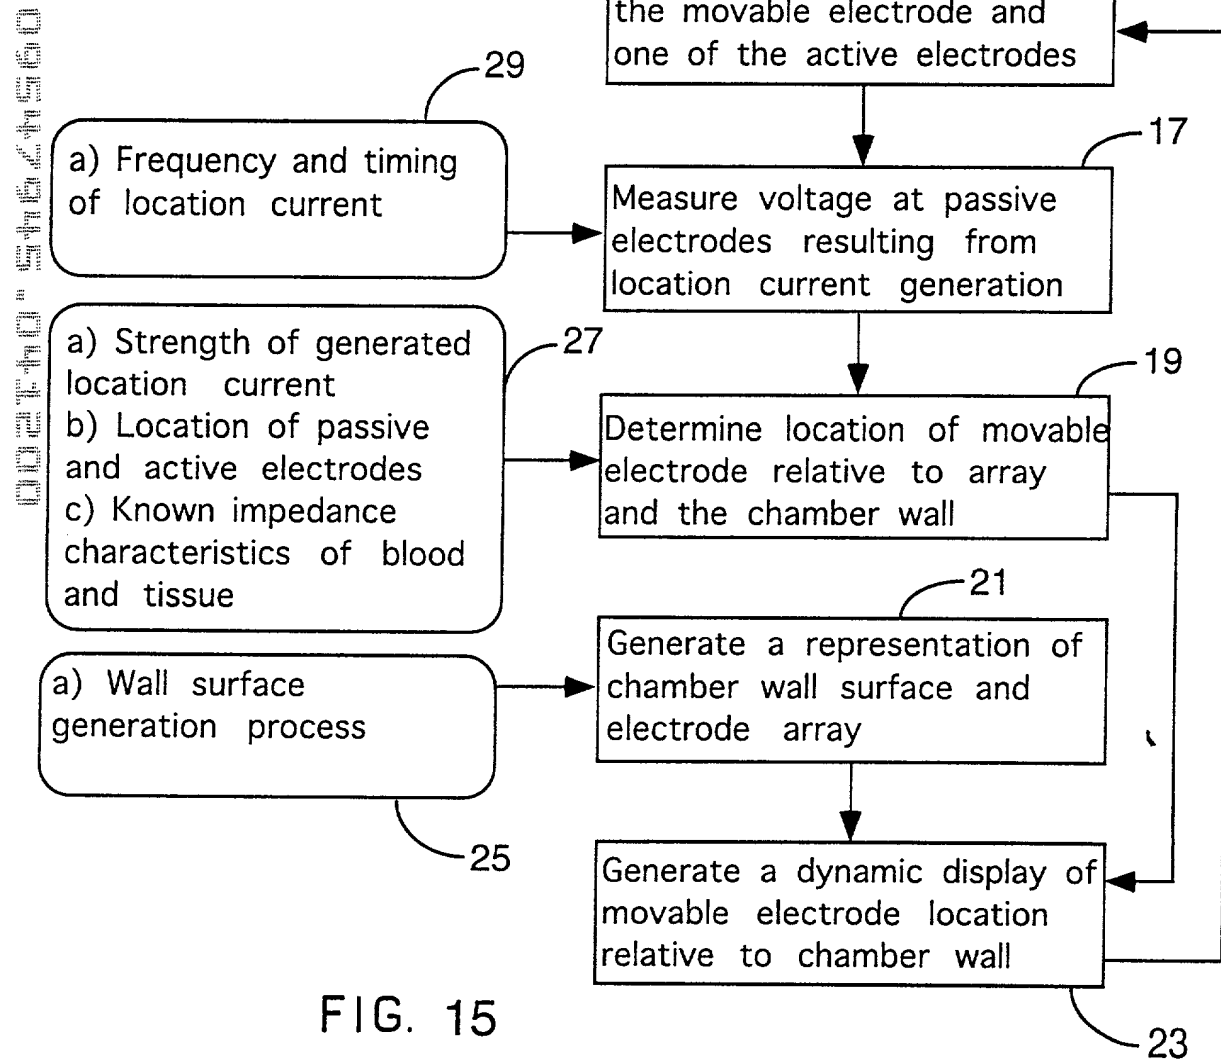 the movable electrode and
one of the active electrodes
29
17
a) Frequency and timing
of location current
Measure voltage at passive
electrodes resulting from
location current generation
a) Strength of generated
location current
b) Location of passive
and active electrodes
c) Known impedance
characteristics of blood
and tissue
27
19
Determine location of movable
electrode relative to array
and the chamber wall
21
Generate a representation of
chamber wall surface and
electrode array
a) Wall surface
generation process
25
Generate a dynamic display of
movable electrode location
relative to chamber wall
23
FIG. 15